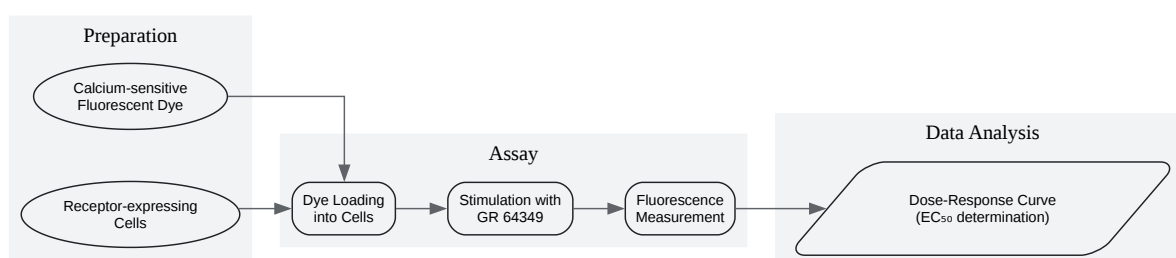 Preparation
Calcium-sensitive
Fluorescent Dye
Receptor-expressing
Cells
Assay
Dye Loading
into Cells
Stimulation with
GR 64349
Fluorescence
Measurement
Data Analysis
Dose-Response Curve
(EC₅₀ determination)